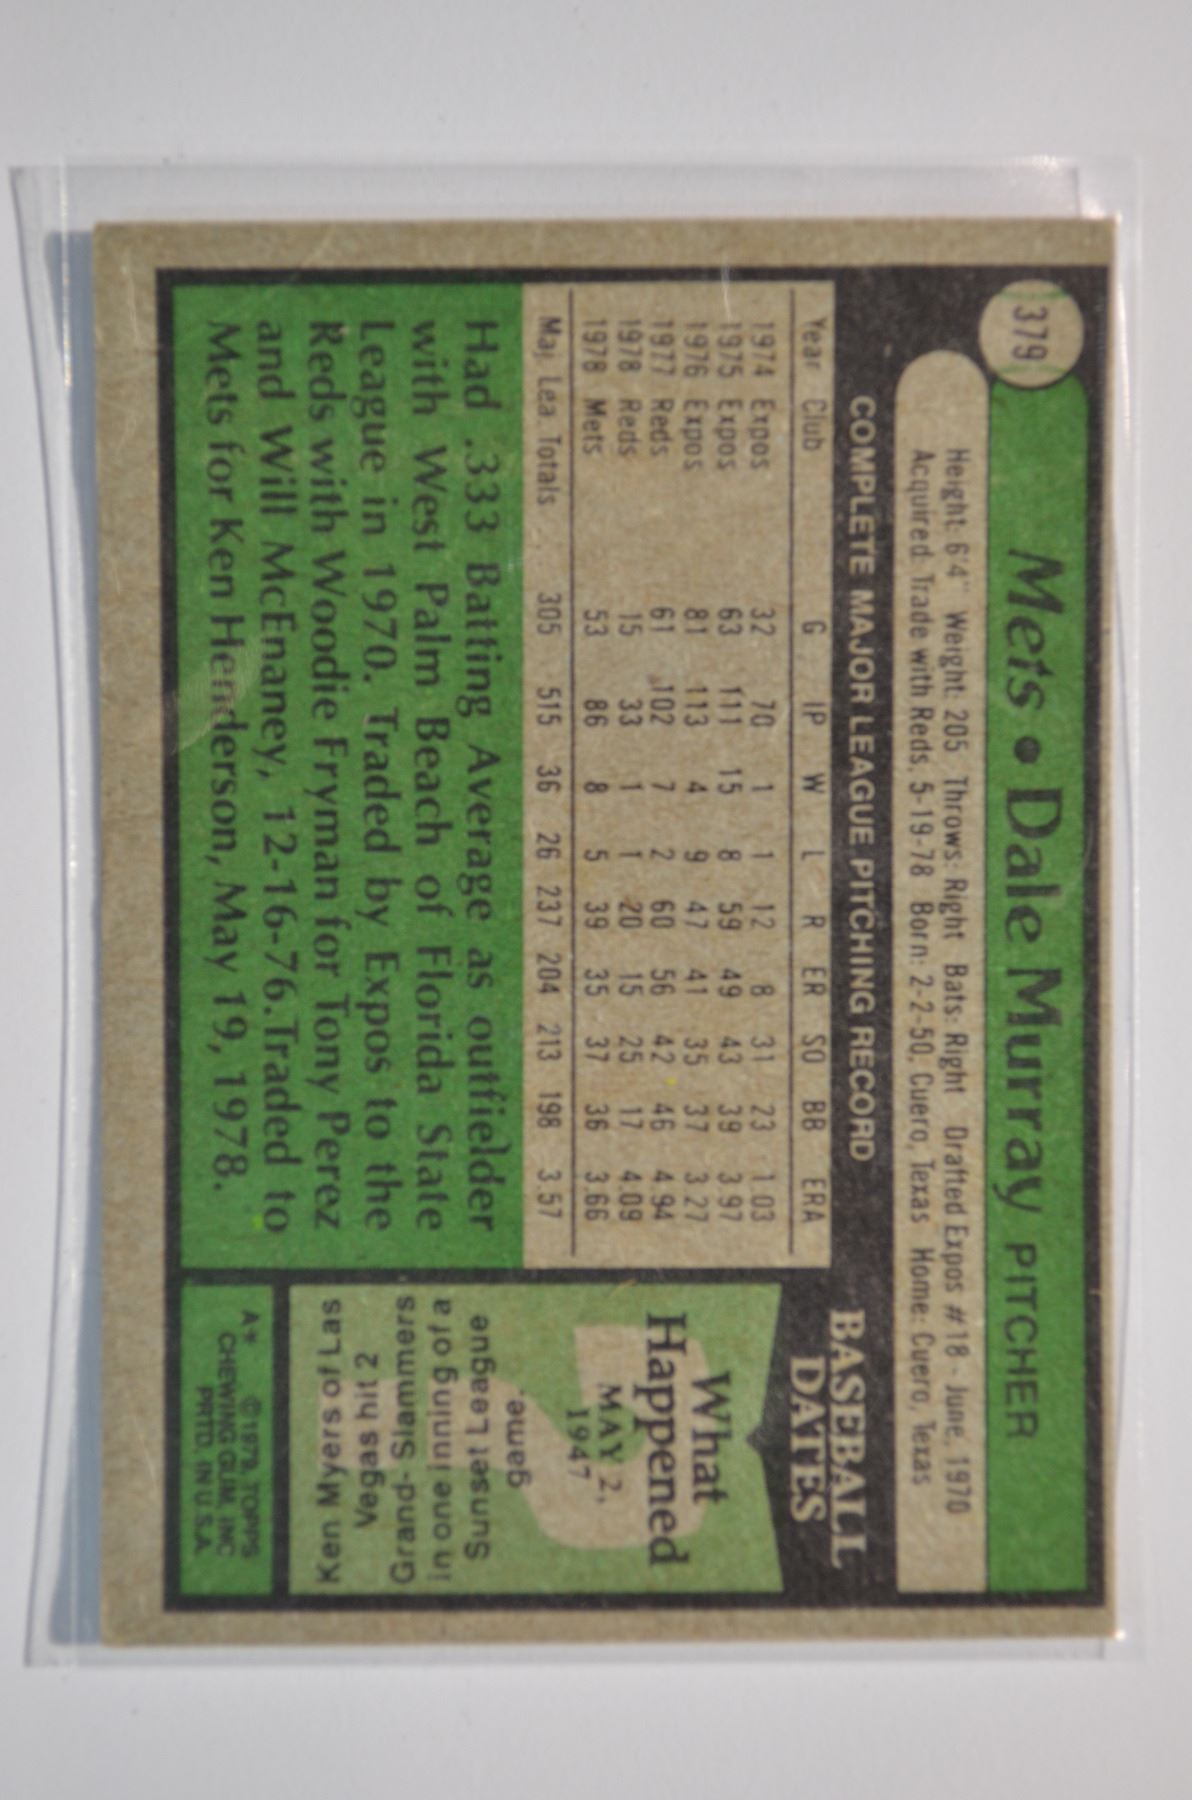 379
Mets • Dale Murray PITCHER
Height: 6'4" Weight: 205 Throws: Right Bats: Right Drafted Expos #18 - June, 1970
Acquired: Trade with Reds, 5-19-78 Born: 2-2-50, Cuero, Texas Home: Cuero, Texas
COMPLETE MAJOR LEAGUE PITCHING RECORD
Year Club G IP W L R ER SO BB ERA
1974 Expos 32 70 1 1 12 8 31 23 1.03
1975 Expos 63 111 15 8 59 49 43 39 3.97
1976 Expos 81 113 4 9 47 41 35 37 3.27
1977 Reds 61 102 7 2 60 56 42 46 4.94
1978 Reds 15 33 1 1 20 15 25 17 4.09
1978 Mets 53 86 8 5 39 35 37 36 3.66
Maj. Lea. Totals 305 515 36 26 237 204 213 198 3.57
Had .333 Batting Average as outfielder
with West Palm Beach of Florida State
League in 1970. Traded by Expos to the
Reds with Woodie Fryman for Tony Perez
and Will McEnaney, 12-16-76. Traded to
Mets for Ken Henderson, May 19, 1978.
BASEBALL
DATES
What
Happened
MAY 2,
1947
Ken Myers of Las
Vegas hit 2
Grand-Slammers
in one inning of a
Sunset League
game.
A* ©1979, TOPPS
CHEWING GUM, INC
PRTD. IN U.S.A.